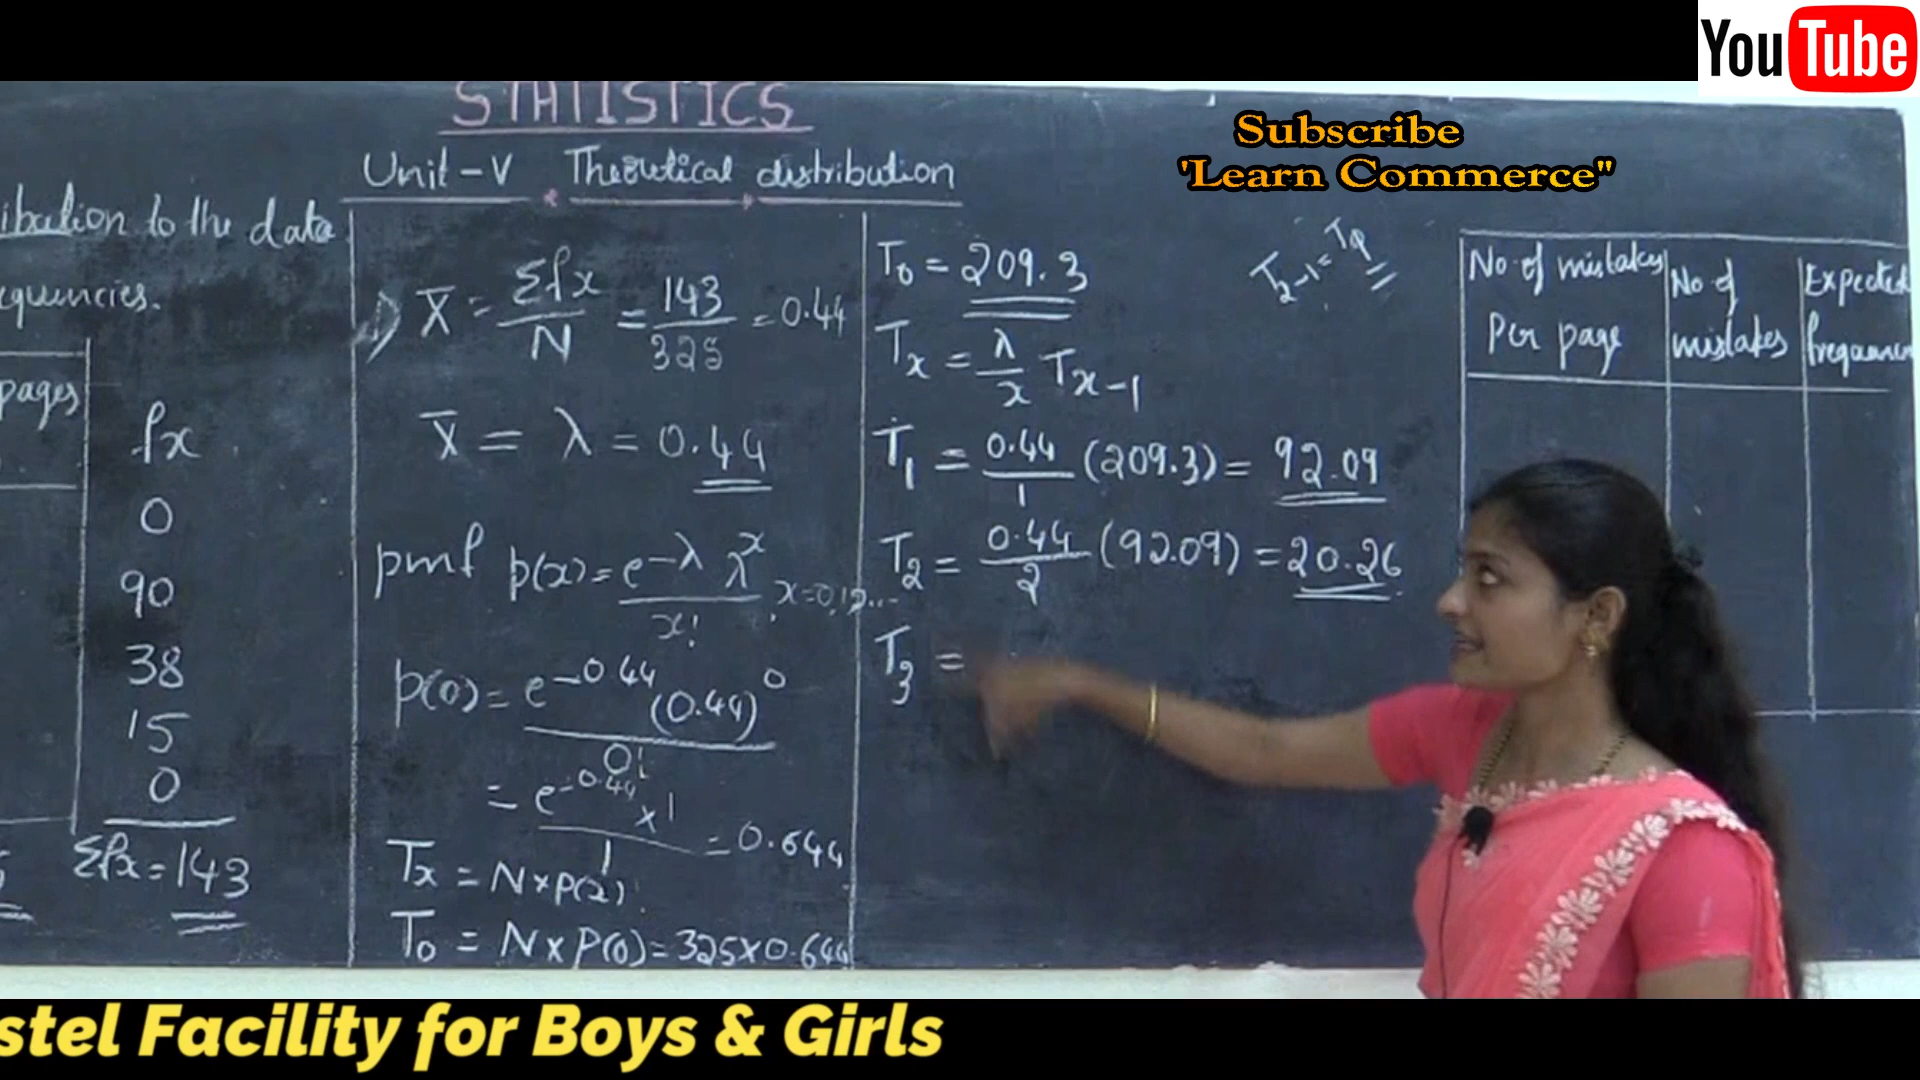 YouTube
Subscribe
'Learn Commerce"
STATISTICS
Unit-V Theoretical distribution
ibution to the data
equencies.
pages
fx
0
90
38
15
0
Σfx = 143
X̄ = Σfx/N = 143/325 = 0.44
X̄ = λ = 0.44
pmf p(x) = e^-λ λ^x / x! , x=0,1,2...
p(0) = e^-0.44 (0.44)^0 / 0!
= e^-0.44 × 1 / 1 = 0.644
Tx = N×P(x)
T0 = N×P(0) = 325×0.644
T0 = 209.3
Tx = λ/x Tx-1
T1 = 0.44/1 (209.3) = 92.09
T2 = 0.44/2 (92.09) = 20.26
T3 =
T2-1 =
No. of mistakes Per page
No of mistakes
Expected frequen
stel Facility for Boys & Girls